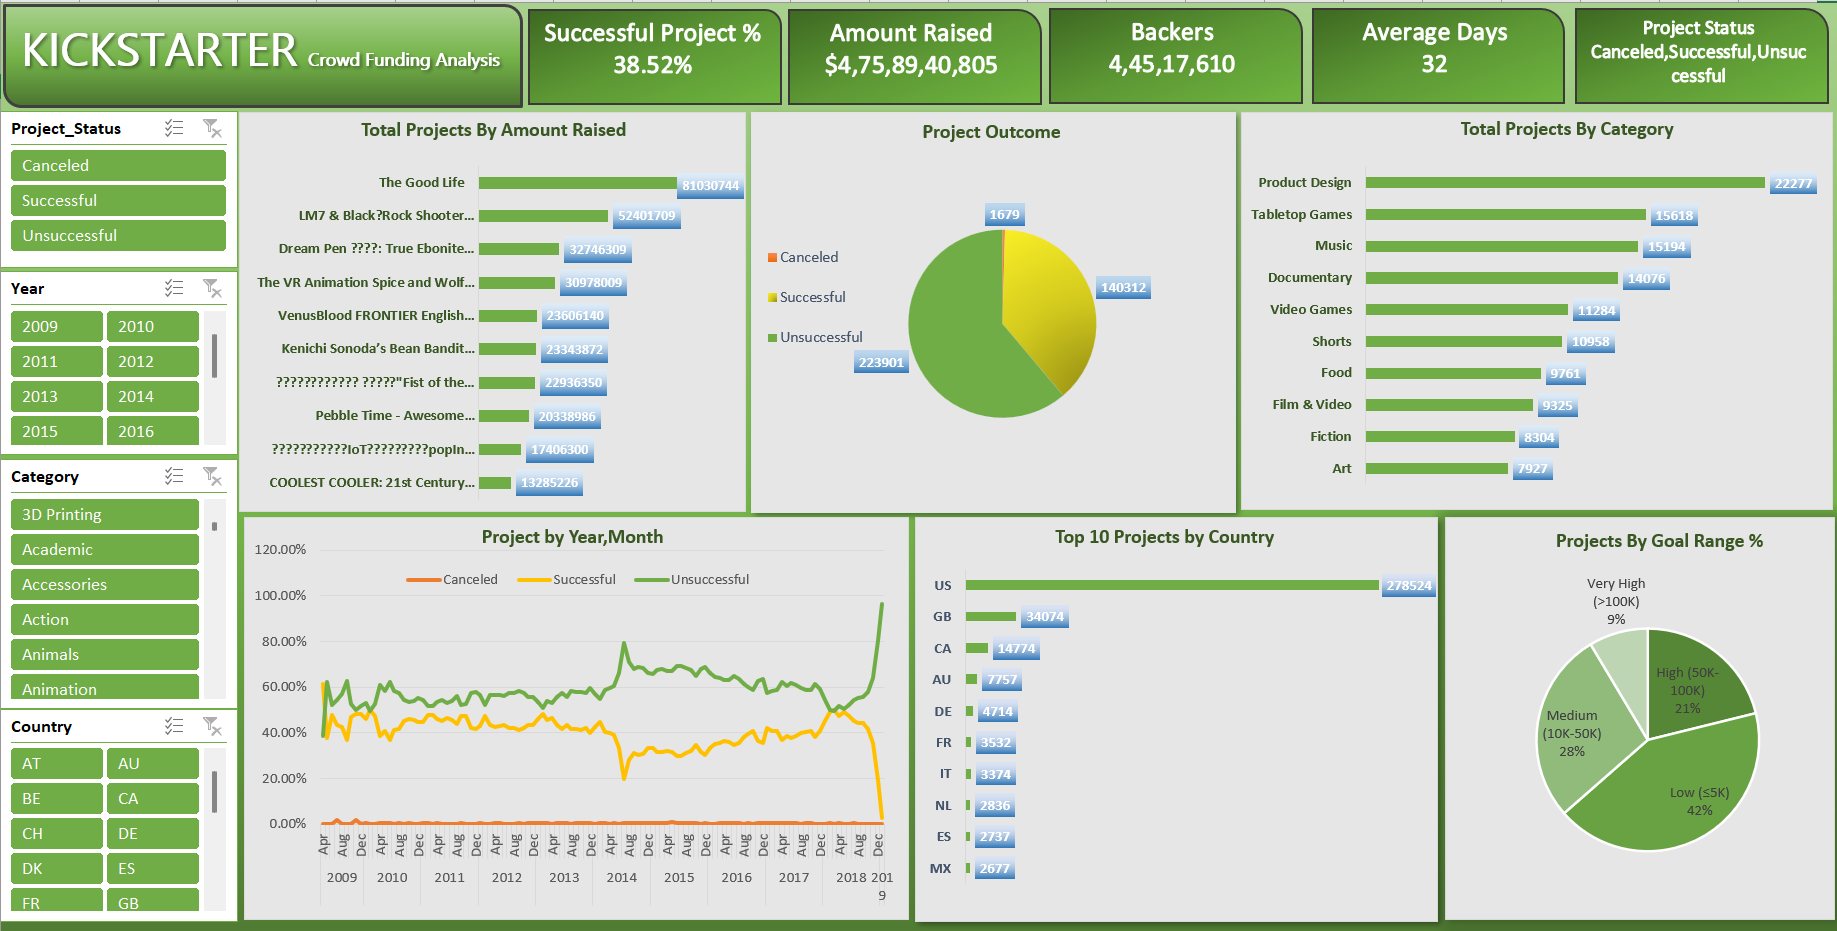 KICKSTARTER Crowd Funding Analysis
Successful Project %
38.52%
Amount Raised
$4,75,89,40,805
Backers
4,45,17,610
Average Days
32
Project Status
Canceled,Successful,Unsuc
cessful
Project_Status
Canceled
Successful
Unsuccessful
Year
2009 2010
2011 2012
2013 2014
2015 2016
Category
3D Printing
Academic
Accessories
Action
Animals
Animation
Country
AT AU
BE CA
CH DE
DK ES
FR GB
Total Projects By Amount Raised
The Good Life 81030744
LM7 & Black?Rock Shooter... 52401709
Dream Pen ????: True Ebonite... 32746309
The VR Animation Spice and Wolf... 30978009
VenusBlood FRONTIER English... 23606140
Kenichi Sonoda's Bean Bandit... 23343872
???????????? ?????"Fist of the... 22936350
Pebble Time - Awesome... 20338986
???????????IoT?????????popIn... 17406300
COOLEST COOLER: 21st Century... 13285226
Project Outcome
1679
Canceled
140312
Successful
Unsuccessful
223901
Total Projects By Category
Product Design 22277
Tabletop Games 15618
Music 15194
Documentary 14076
Video Games 11284
Shorts 10958
Food 9761
Film & Video 9325
Fiction 8304
Art 7927
Project by Year,Month
120.00%
Canceled Successful Unsuccessful
100.00%
80.00%
60.00%
40.00%
20.00%
0.00%
Apr Aug Dec Apr Aug Dec Apr Aug Dec Apr Aug Dec Apr Aug Dec Apr Aug Dec Apr Aug Dec Apr Aug Dec Apr Aug Dec Apr Aug Dec
2009 2010 2011 2012 2013 2014 2015 2016 2017 2018 201
9
Top 10 Projects by Country
US 278524
GB 34074
CA 14774
AU 7757
DE 4714
FR 3532
IT 3374
NL 2836
ES 2737
MX 2677
Projects By Goal Range %
Very High
(>100K)
9%
High (50K-
100K)
21%
Medium
(10K-50K)
28%
Low (≤5K)
42%